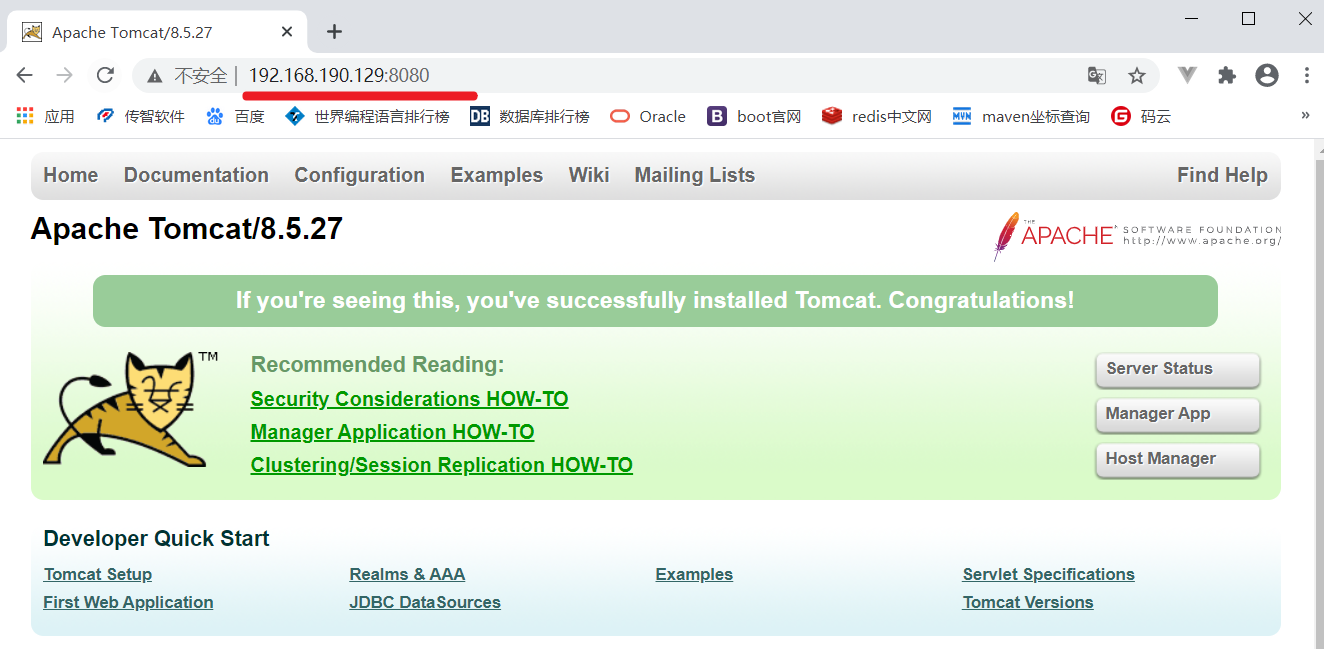 Apache Tomcat/8.5.27
不安全 | 192.168.190.129:8080
应用 传智软件 百度 世界编程语言排行榜 DB 数据库排行榜 Oracle B boot官网 redis中文网 MVN maven坐标查询 G 码云 »
Home Documentation Configuration Examples Wiki Mailing Lists Find Help
Apache Tomcat/8.5.27
THE APACHE SOFTWARE FOUNDATION
http://www.apache.org/
If you're seeing this, you've successfully installed Tomcat. Congratulations!
TM
Recommended Reading:
Security Considerations HOW-TO
Manager Application HOW-TO
Clustering/Session Replication HOW-TO
Server Status
Manager App
Host Manager
Developer Quick Start
Tomcat Setup Realms & AAA Examples Servlet Specifications
First Web Application JDBC DataSources Tomcat Versions